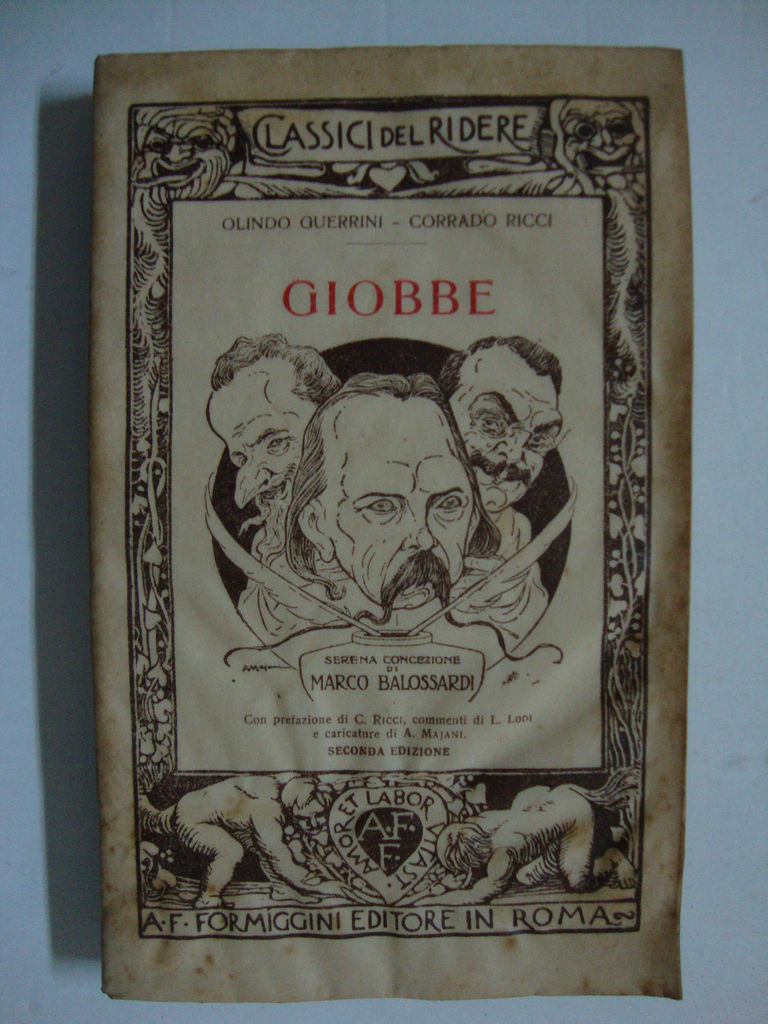 CLASSICI DEL RIDERE
OLINDO GUERRINI - CORRADO RICCI
GIOBBE
SERENA CONCEZIONE
DI
MARCO BALOSSARDI
Con prefazione di C. RICCI, commenti di L. LODI
e caricature di A. MAJANI.
SECONDA EDIZIONE
AMOR ET LABOR VITAST
A·F·
F·
A·F·FORMIGGINI EDITORE IN ROMA